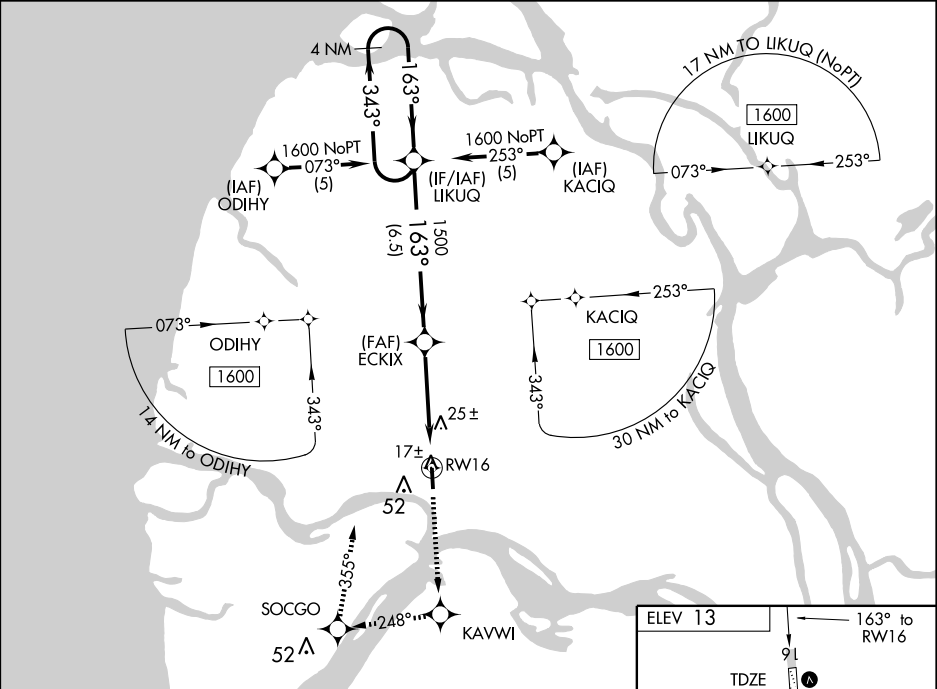 4 NM
163°
343°
17 NM TO LIKUQ (NoPT)
1600
LIKUQ
073°
253°
1600 NoPT
073°
(5)
(IAF)
ODIHY
(IF/IAF)
LIKUQ
1600 NoPT
253°
(5)
(IAF)
KACIQ
1500
163°
(6.5)
073°
ODIHY
1600
343°
14 NM to ODIHY
(FAF)
ECKIX
253°
KACIQ
1600
343°
30 NM to KACIQ
25 ±
17 ±
RW16
52
355°
SOCGO
248°
KAVWI
52
ELEV 13
163° to
RW16
16
TDZE